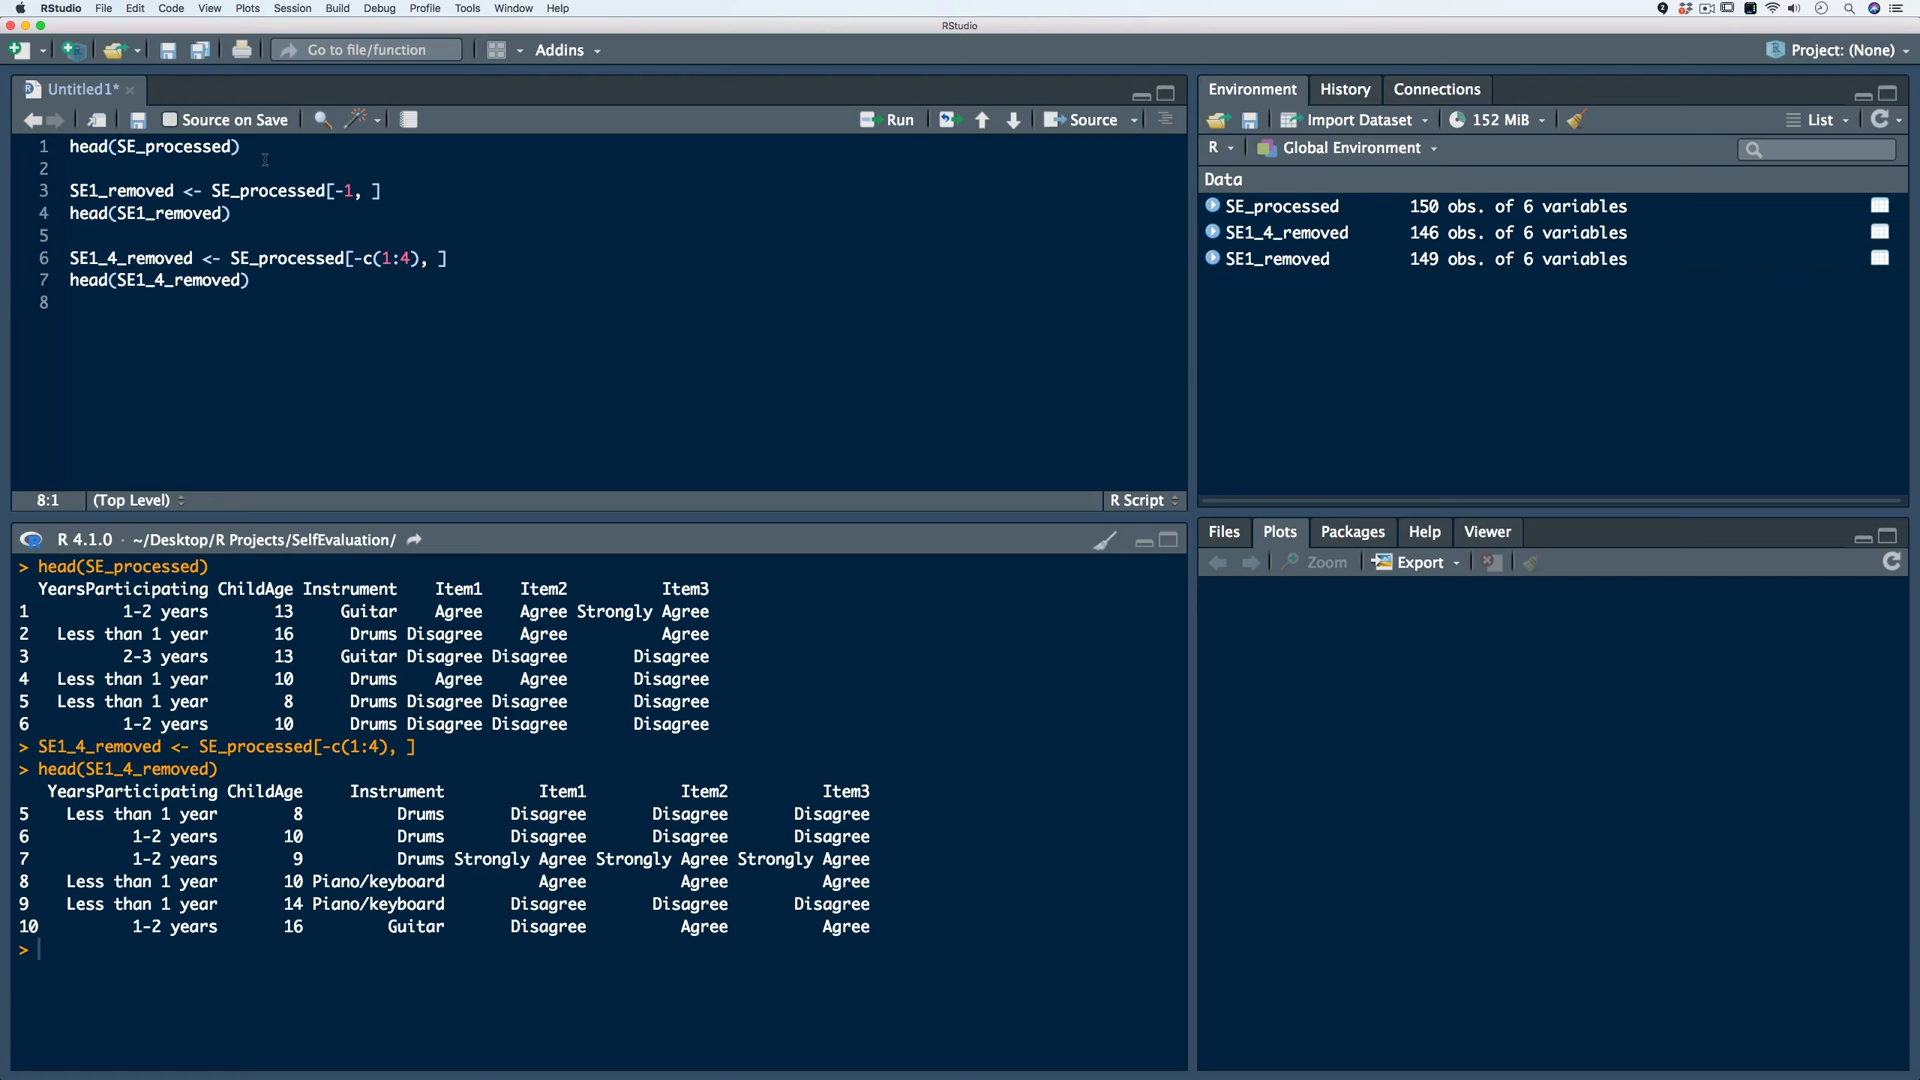 RStudio File Edit Code View Plots Session Build Debug Profile Tools Window Help
RStudio
Go to file/function Addins Project: (None)
Untitled1*
Source on Save Run Source
1 head(SE_processed)
2
3 SE1_removed <- SE_processed[-1, ]
4 head(SE1_removed)
5
6 SE1_4_removed <- SE_processed[-c(1:4), ]
7 head(SE1_4_removed)
8
8:1 (Top Level) R Script
R 4.1.0 · ~/Desktop/R Projects/SelfEvaluation/
> head(SE_processed)
YearsParticipating ChildAge Instrument Item1 Item2 Item3
1 1-2 years 13 Guitar Agree Agree Strongly Agree
2 Less than 1 year 16 Drums Disagree Agree Agree
3 2-3 years 13 Guitar Disagree Disagree Disagree
4 Less than 1 year 10 Drums Agree Agree Disagree
5 Less than 1 year 8 Drums Disagree Disagree Disagree
6 1-2 years 10 Drums Disagree Disagree Disagree
> SE1_4_removed <- SE_processed[-c(1:4), ]
> head(SE1_4_removed)
YearsParticipating ChildAge Instrument Item1 Item2 Item3
5 Less than 1 year 8 Drums Disagree Disagree Disagree
6 1-2 years 10 Drums Disagree Disagree Disagree
7 1-2 years 9 Drums Strongly Agree Strongly Agree Strongly Agree
8 Less than 1 year 10 Piano/keyboard Agree Agree Agree
9 Less than 1 year 14 Piano/keyboard Disagree Disagree Disagree
10 1-2 years 16 Guitar Disagree Agree Agree
>
Environment History Connections
Import Dataset 152 MiB List
R Global Environment
Data
SE_processed 150 obs. of 6 variables
SE1_4_removed 146 obs. of 6 variables
SE1_removed 149 obs. of 6 variables
Files Plots Packages Help Viewer
Zoom Export